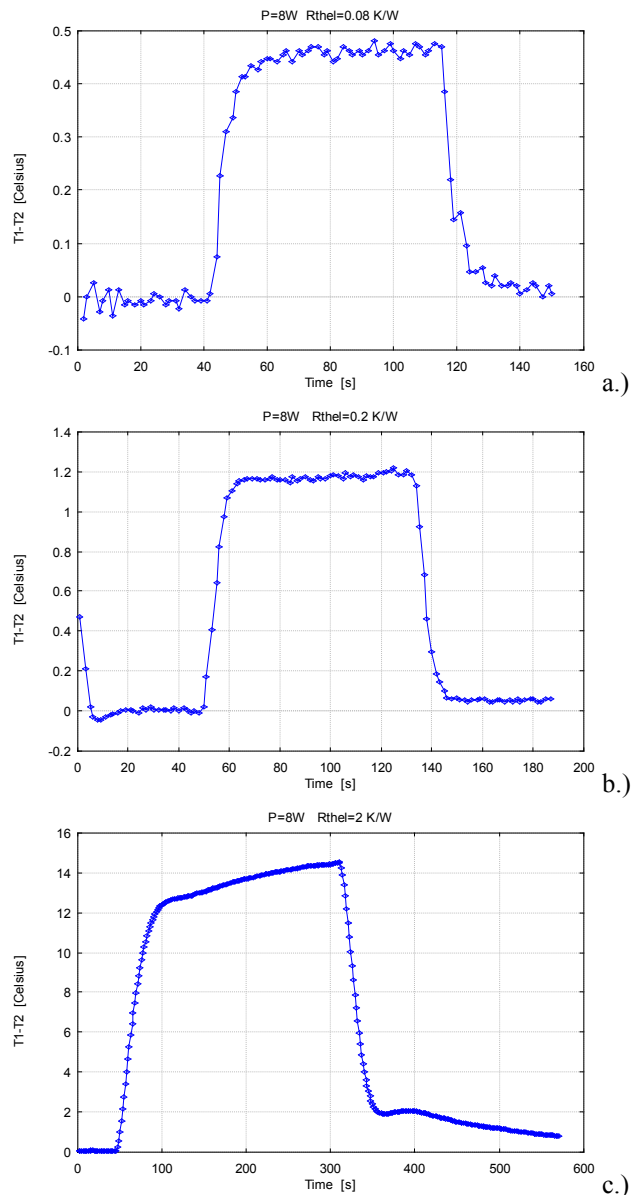 P=8W Rthel=0.08 K/W
0.5
0.4
0.3
0.2
0.1
0
-0.1
T1-T2 [Celsius]
0 20 40 60 80 100 120 140 160
Time [s]
a.)
P=8W Rthel=0.2 K/W
1.4
1.2
1.0
0.8
0.6
0.4
0.2
0
-0.2
T1-T2 [Celsius]
0 20 40 60 80 100 120 140 160 180 200
Time [s]
b.)
P=8W Rthel=2 K/W
16
14
12
10
8
6
4
2
0
T1-T2 [Celsius]
0 100 200 300 400 500 600
Time [s]
c.)